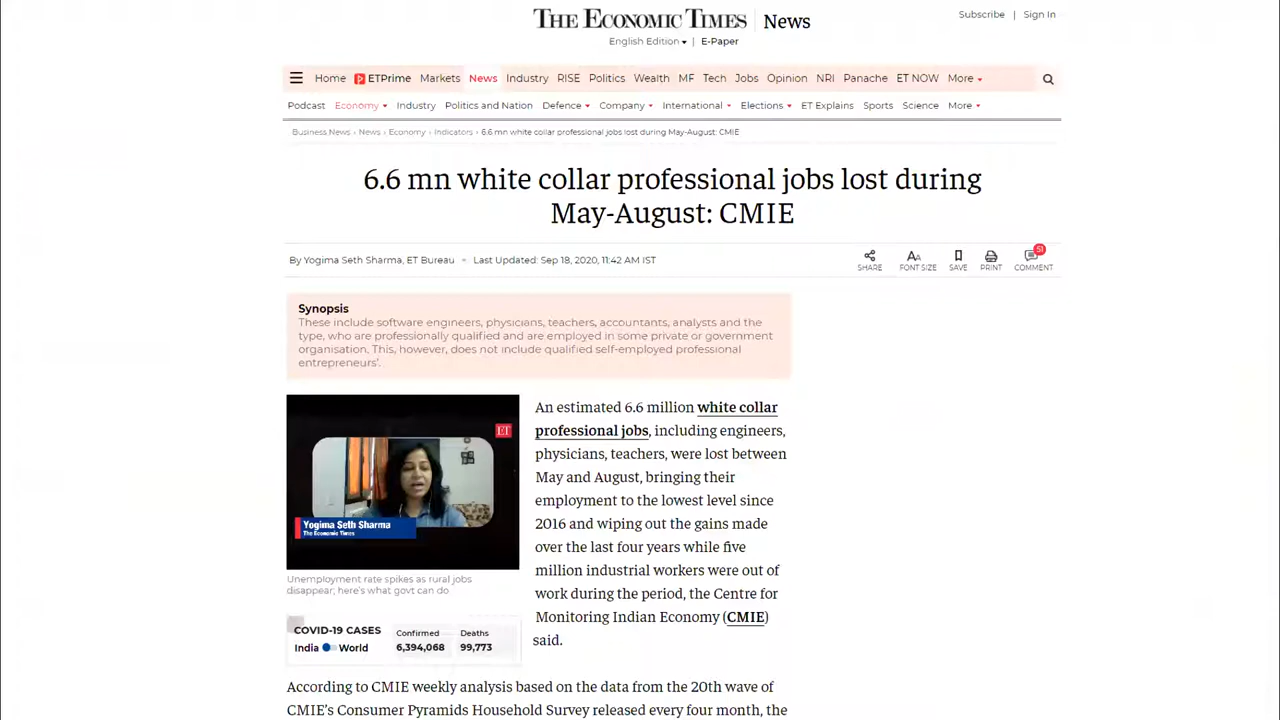 THE ECONOMIC TIMES News
Subscribe | Sign In
English Edition | E-Paper
Home ETPrime Markets News Industry RISE Politics Wealth MF Tech Jobs Opinion NRI Panache ET NOW More
Podcast Economy Industry Politics and Nation Defence Company International Elections ET Explains Sports Science More
Business News › News › Economy › Indicators › 6.6 mn white collar professional jobs lost during May-August: CMIE
6.6 mn white collar professional jobs lost during
May-August: CMIE
By Yogima Seth Sharma, ET Bureau • Last Updated: Sep 18, 2020, 11:42 AM IST
51
SHARE FONT SIZE SAVE PRINT COMMENT
Synopsis
These include software engineers, physicians, teachers, accountants, analysts and the
type, who are professionally qualified and are employed in some private or government
organisation. This, however, does not include qualified self-employed professional
entrepreneurs'.
ET
Yogima Seth Sharma
The Economic Times
Unemployment rate spikes as rural jobs
disappear; here's what govt can do
COVID-19 CASES
India World
Confirmed Deaths
6,394,068 99,773
An estimated 6.6 million white collar
professional jobs, including engineers,
physicians, teachers, were lost between
May and August, bringing their
employment to the lowest level since
2016 and wiping out the gains made
over the last four years while five
million industrial workers were out of
work during the period, the Centre for
Monitoring Indian Economy (CMIE)
said.
According to CMIE weekly analysis based on the data from the 20th wave of
CMIE's Consumer Pyramids Household Survey released every four month, the